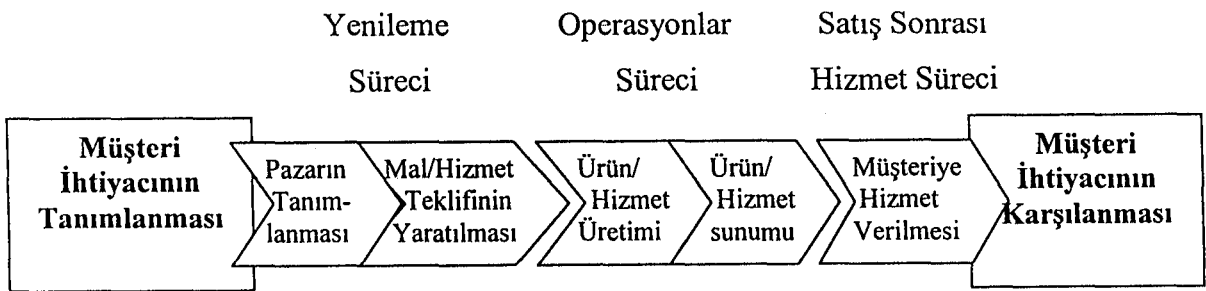 Yenileme
Süreci
Operasyonlar
Süreci
Satış Sonrası
Hizmet Süreci
Müşteri
İhtiyacının
Tanımlanması
Pazarın
Tanım-
lanması
Mal/Hizmet
Teklifinin
Yaratılması
Ürün/
Hizmet
Üretimi
Ürün/
Hizmet
sunumu
Müşteriye
Hizmet
Verilmesi
Müşteri
İhtiyacının
Karşılanması